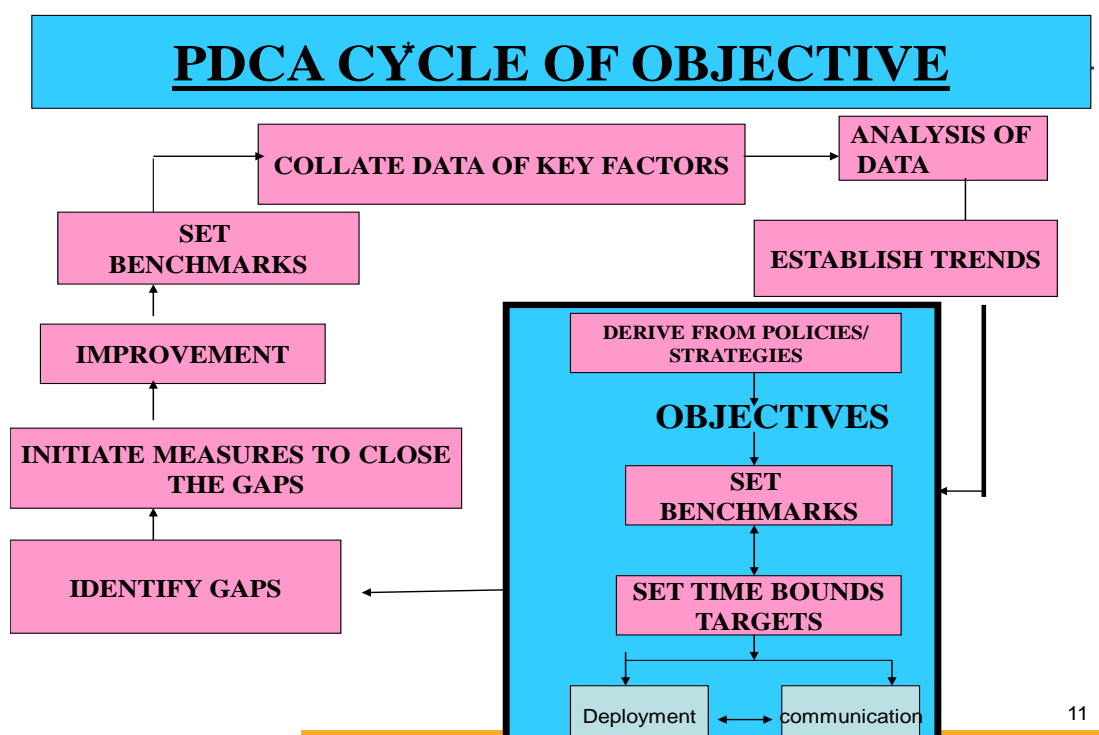 PDCA CYCLE OF OBJECTIVE
*
COLLATE DATA OF KEY FACTORS
ANALYSIS OF
DATA
ESTABLISH TRENDS
SET
BENCHMARKS
IMPROVEMENT
INITIATE MEASURES TO CLOSE
THE GAPS
IDENTIFY GAPS
DERIVE FROM POLICIES/
STRATEGIES
OBJECTIVES
SET
BENCHMARKS
SET TIME BOUNDS
TARGETS
Deployment
communication
11